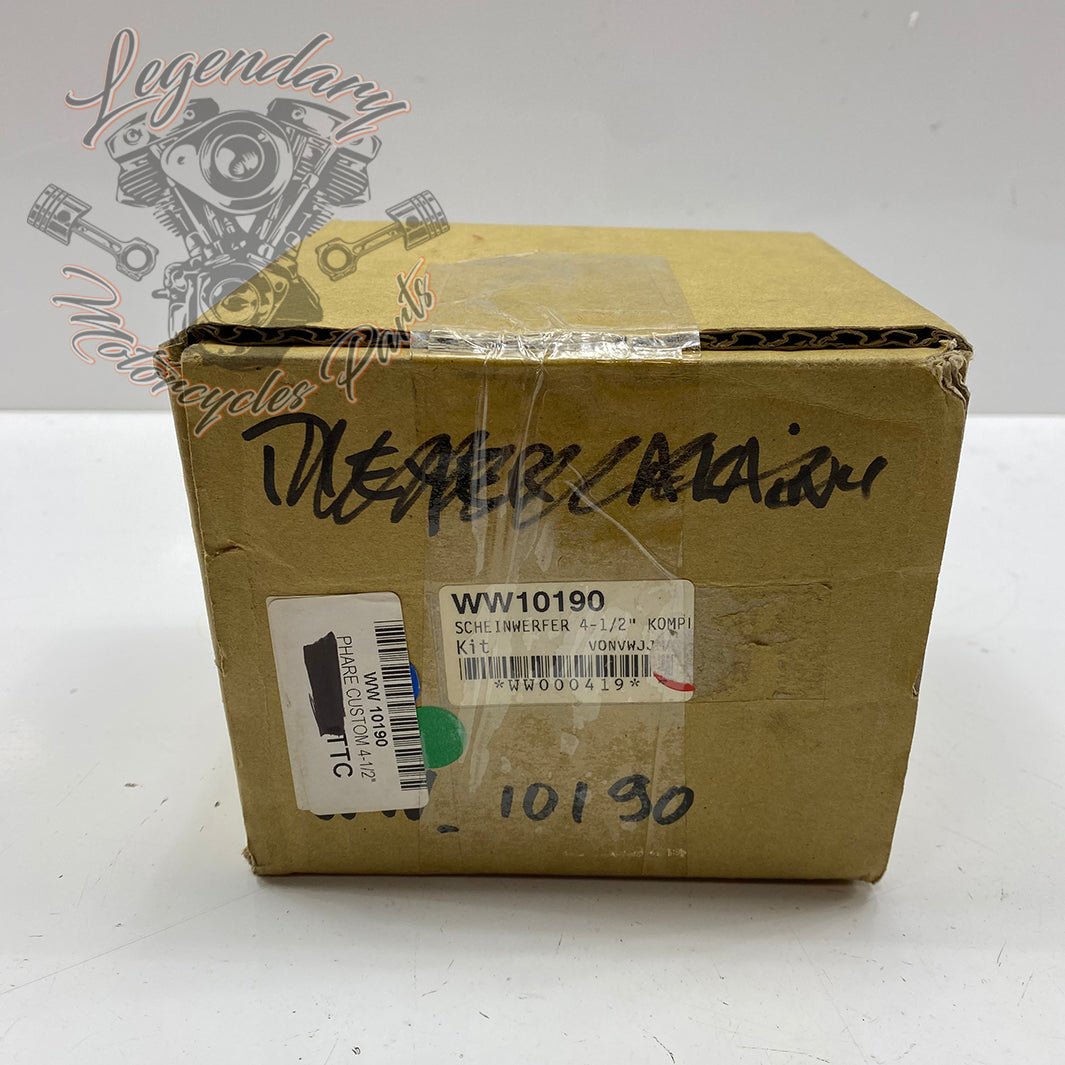 Legendary
Motorcycles Parts
WW10190
SCHEINWERFER 4-1/2" KOMPL
Kit VONVWJJ
*WW000419*
WW 10190
PHARE CUSTOM 4-1/2"
TTC
10190